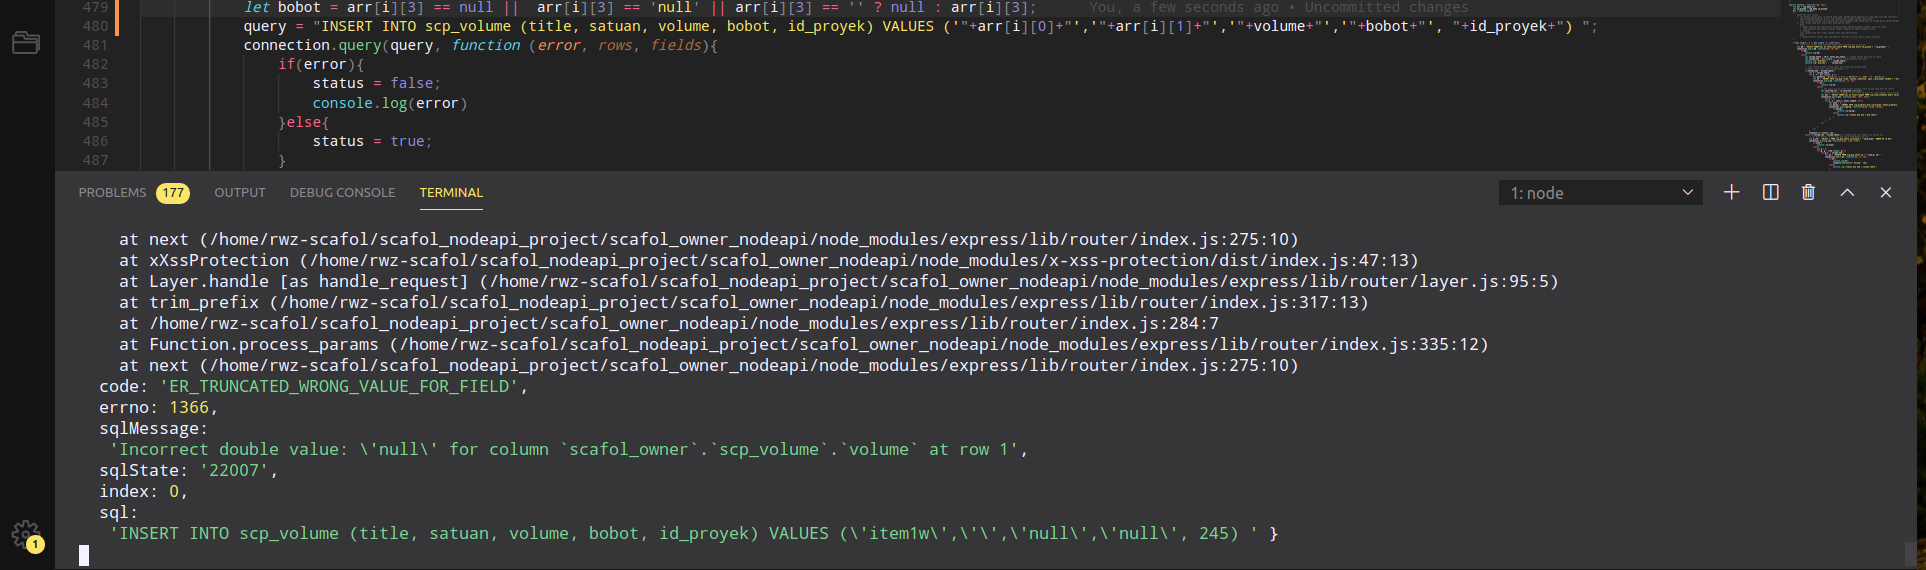 479 let bobot = arr[i][3] == null || arr[i][3] == 'null' || arr[i][3] == '' ? null : arr[i][3]; You, a few seconds ago • Uncommitted changes
480 query = "INSERT INTO scp_volume (title, satuan, volume, bobot, id_proyek) VALUES ('"+arr[i][0]+"','"+arr[i][1]+"','"+volume+"','"+bobot+"', "+id_proyek+") ";
481 connection.query(query, function (error, rows, fields){
482 if(error){
483 status = false;
484 console.log(error)
485 }else{
486 status = true;
487 }
PROBLEMS 177 OUTPUT DEBUG CONSOLE TERMINAL 1: node
at next (/home/rwz-scafol/scafol_nodeapi_project/scafol_owner_nodeapi/node_modules/express/lib/router/index.js:275:10)
at xXssProtection (/home/rwz-scafol/scafol_nodeapi_project/scafol_owner_nodeapi/node_modules/x-xss-protection/dist/index.js:47:13)
at Layer.handle [as handle_request] (/home/rwz-scafol/scafol_nodeapi_project/scafol_owner_nodeapi/node_modules/express/lib/router/layer.js:95:5)
at trim_prefix (/home/rwz-scafol/scafol_nodeapi_project/scafol_owner_nodeapi/node_modules/express/lib/router/index.js:317:13)
at /home/rwz-scafol/scafol_nodeapi_project/scafol_owner_nodeapi/node_modules/express/lib/router/index.js:284:7
at Function.process_params (/home/rwz-scafol/scafol_nodeapi_project/scafol_owner_nodeapi/node_modules/express/lib/router/index.js:335:12)
at next (/home/rwz-scafol/scafol_nodeapi_project/scafol_owner_nodeapi/node_modules/express/lib/router/index.js:275:10)
code: 'ER_TRUNCATED_WRONG_VALUE_FOR_FIELD',
errno: 1366,
sqlMessage:
'Incorrect double value: \'null\' for column `scafol_owner`.`scp_volume`.`volume` at row 1',
sqlState: '22007',
index: 0,
sql:
'INSERT INTO scp_volume (title, satuan, volume, bobot, id_proyek) VALUES (\'item1w\',\'\',\'null\',\'null\', 245) ' }
1